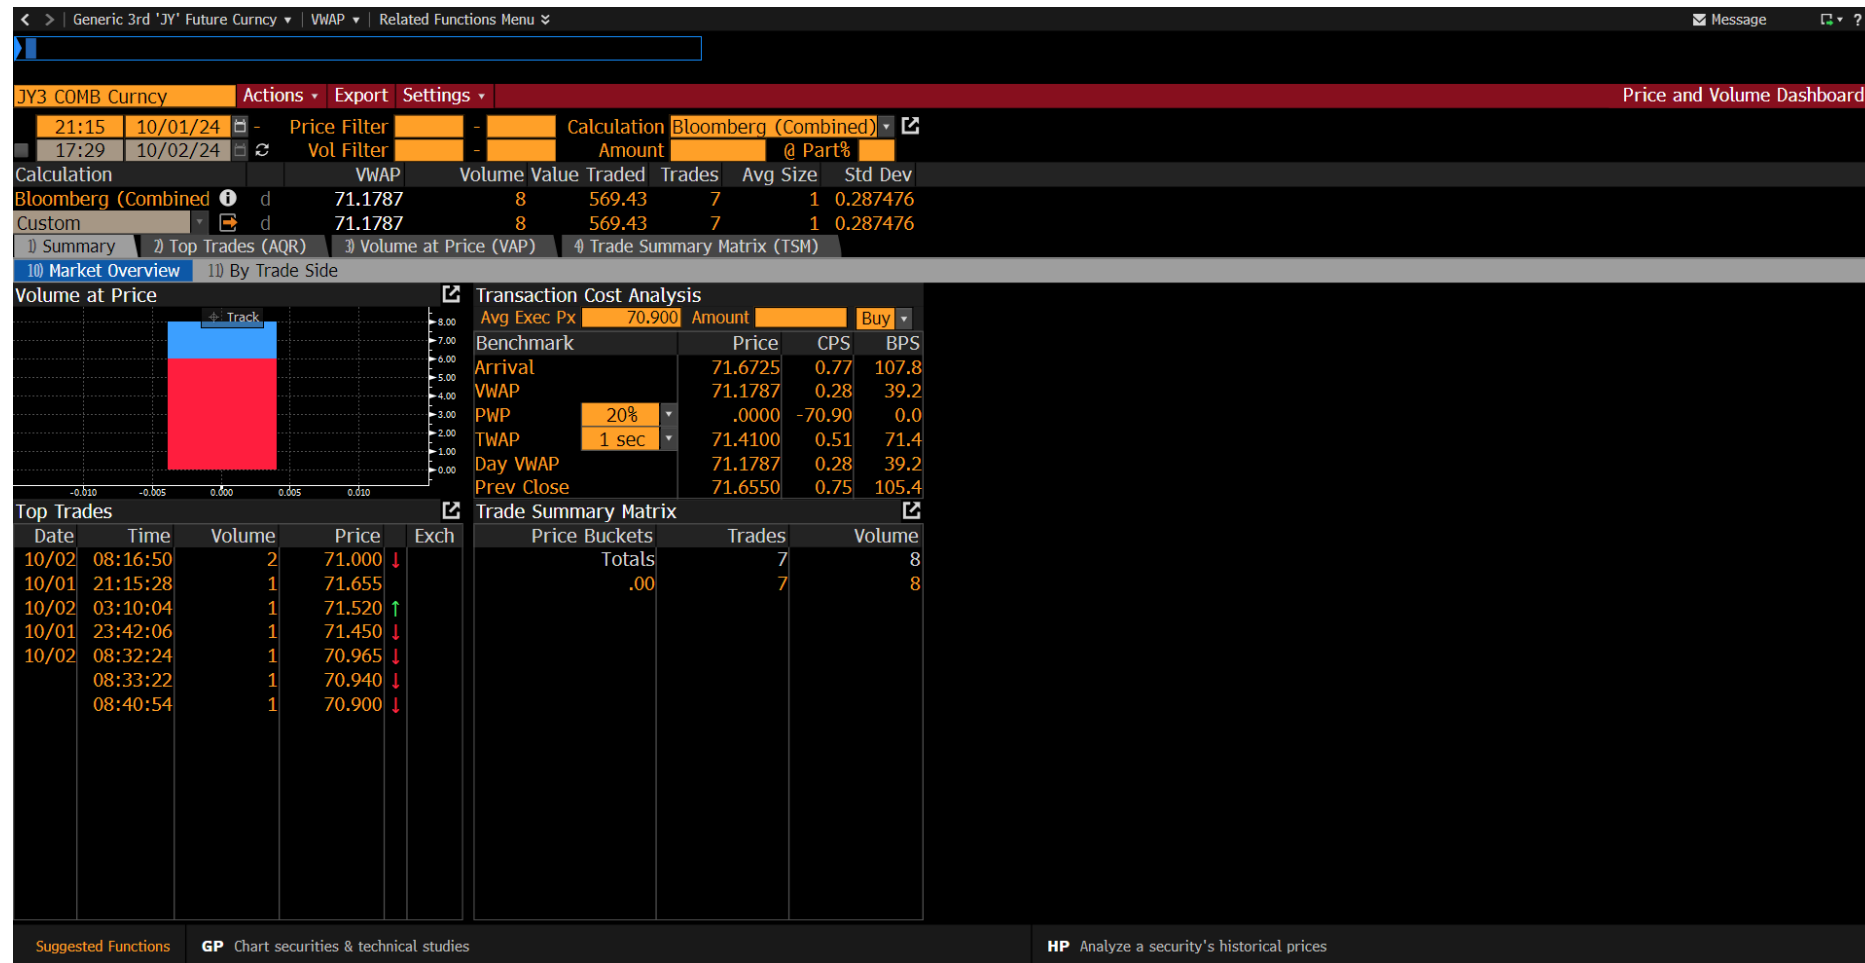 Generic 3rd 'JY' Future Curncy VWAP Related Functions Menu Message ?
JY3 COMB Curncy Actions Export Settings Price and Volume Dashboard
21:15 10/01/24 - Price Filter - Calculation Bloomberg (Combined)
17:29 10/02/24 Vol Filter - Amount @ Part%
Calculation VWAP Volume Value Traded Trades Avg Size Std Dev
Bloomberg (Combined d 71.1787 8 569.43 7 1 0.287476
Custom d 71.1787 8 569.43 7 1 0.287476
1) Summary 2) Top Trades (AQR) 3) Volume at Price (VAP) 4) Trade Summary Matrix (TSM)
10) Market Overview 11) By Trade Side
Volume at Price
Track
8.00
7.00
6.00
5.00
4.00
3.00
2.00
1.00
0.00
-0.010 -0.005 0.000 0.005 0.010
Transaction Cost Analysis
Avg Exec Px 70.900 Amount Buy
Benchmark Price CPS BPS
Arrival 71.6725 0.77 107.8
VWAP 71.1787 0.28 39.2
PWP 20% .0000 -70.90 0.0
TWAP 1 sec 71.4100 0.51 71.4
Day VWAP 71.1787 0.28 39.2
Prev Close 71.6550 0.75 105.4
Top Trades
Date Time Volume Price Exch
10/02 08:16:50 2 71.000 ↓
10/01 21:15:28 1 71.655
10/02 03:10:04 1 71.520 ↑
10/01 23:42:06 1 71.450 ↓
10/02 08:32:24 1 70.965 ↓
08:33:22 1 70.940 ↓
08:40:54 1 70.900 ↓
Trade Summary Matrix
Price Buckets Trades Volume
Totals 7 8
.00 7 8
Suggested Functions GP Chart securities & technical studies HP Analyze a security's historical prices